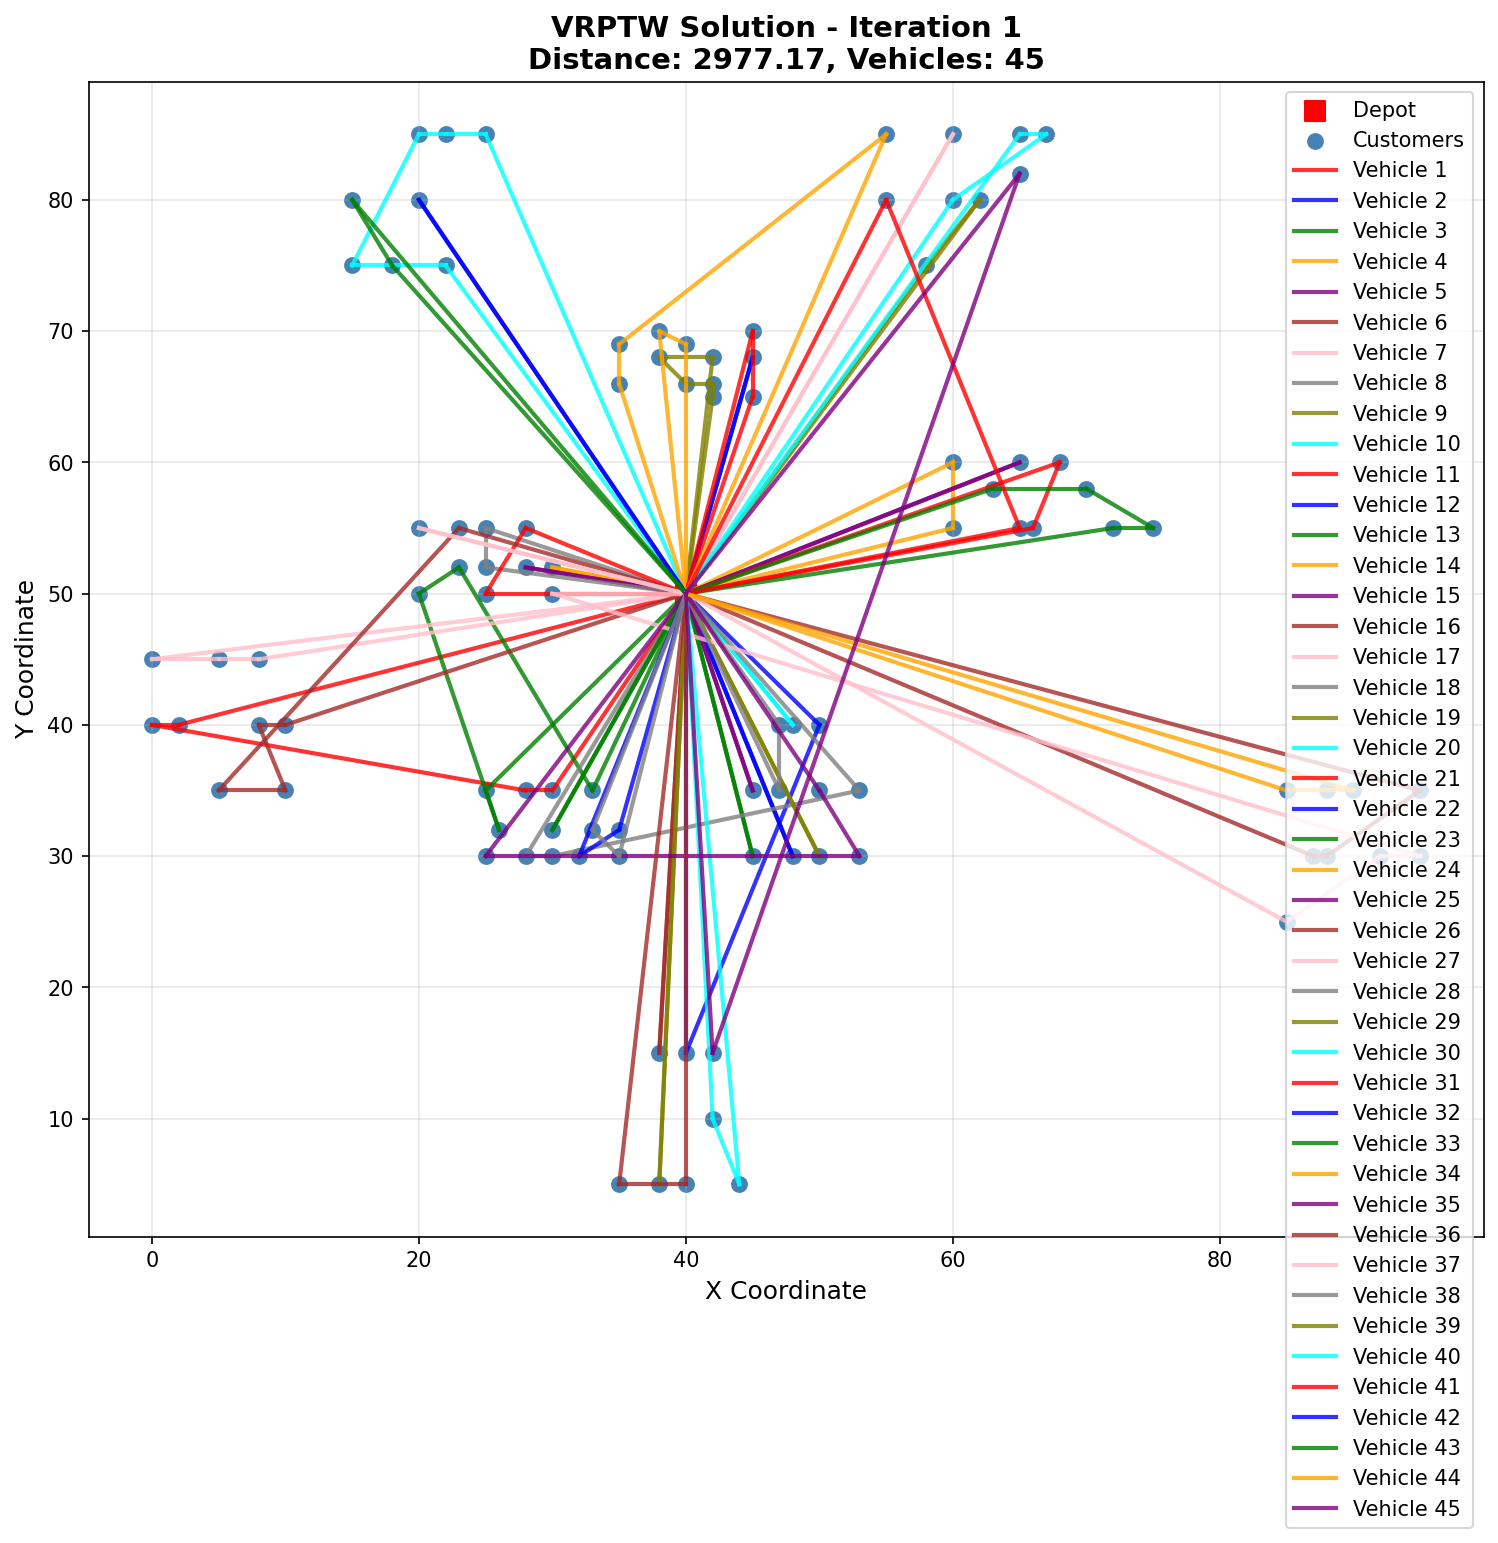 VRPTW Solution - Iteration 1
Distance: 2977.17, Vehicles: 45
Y Coordinate
80
70
60
50
40
30
20
10
0
20
40
60
80
X Coordinate
Depot
Customers
Vehicle 1
Vehicle 2
Vehicle 3
Vehicle 4
Vehicle 5
Vehicle 6
Vehicle 7
Vehicle 8
Vehicle 9
Vehicle 10
Vehicle 11
Vehicle 12
Vehicle 13
Vehicle 14
Vehicle 15
Vehicle 16
Vehicle 17
Vehicle 18
Vehicle 19
Vehicle 20
Vehicle 21
Vehicle 22
Vehicle 23
Vehicle 24
Vehicle 25
Vehicle 26
Vehicle 27
Vehicle 28
Vehicle 29
Vehicle 30
Vehicle 31
Vehicle 32
Vehicle 33
Vehicle 34
Vehicle 35
Vehicle 36
Vehicle 37
Vehicle 38
Vehicle 39
Vehicle 40
Vehicle 41
Vehicle 42
Vehicle 43
Vehicle 44
Vehicle 45